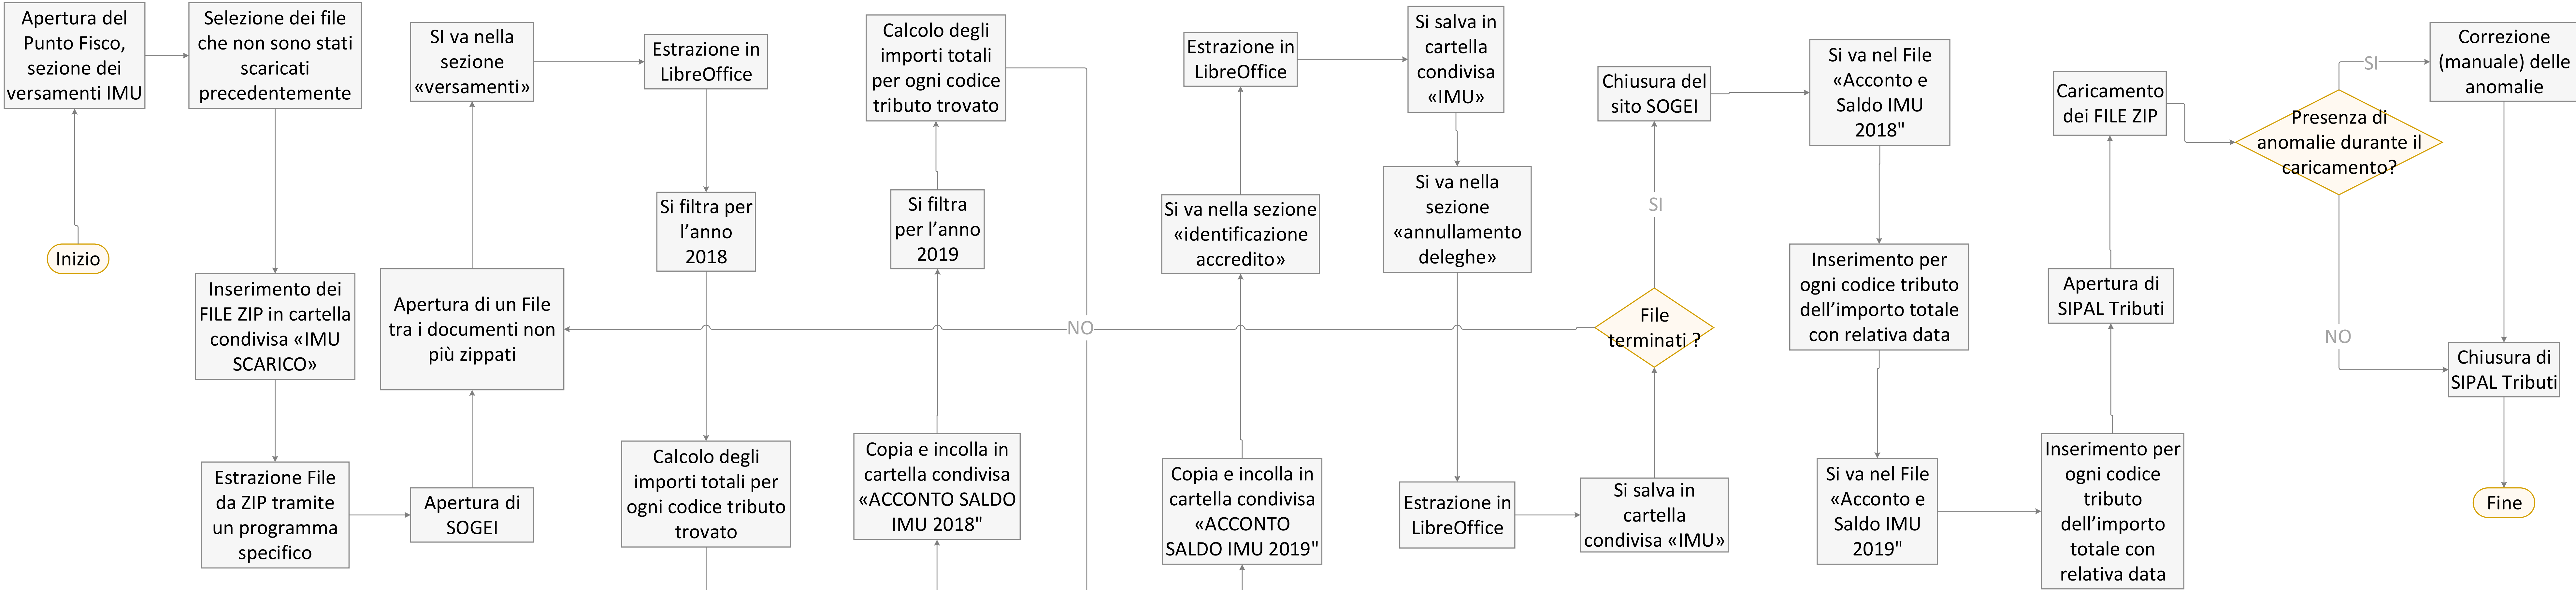 Inizio
Apertura del
Punto Fisco,
sezione dei
versamenti IMU
Selezione dei file
che non sono stati
scaricati
precedentemente
Inserimento dei
FILE ZIP in cartella
condivisa «IMU
SCARICO»
Estrazione File
da ZIP tramite
un programma
specifico
Apertura di
SOGEI
Apertura di un File
tra i documenti non
più zippati
SI va nella
sezione
«versamenti»
Estrazione in
LibreOffice
Si filtra per
l’anno
2018
Calcolo degli
importi totali per
ogni codice tributo
trovato
Copia e incolla in
cartella condivisa
«ACCONTO SALDO
IMU 2018"
Si filtra
per l’anno
2019
Calcolo degli
importi totali
per ogni codice
tributo trovato
Copia e incolla in
cartella condivisa
«ACCONTO
SALDO IMU 2019"
Si va nella sezione
«identificazione
accredito»
Estrazione in
LibreOffice
Si salva in
cartella
condivisa
«IMU»
Si va nella
sezione
«annullamento
deleghe»
Estrazione in
LibreOffice
Si salva in
cartella
condivisa «IMU»
File
terminati ?
NO
SI
Chiusura del
sito SOGEI
Si va nel File
«Acconto e
Saldo IMU
2018"
Inserimento per
ogni codice tributo
dell’importo totale
con relativa data
Si va nel File
«Acconto e
Saldo IMU
2019"
Inserimento per
ogni codice
tributo
dell’importo
totale con
relativa data
Apertura di
SIPAL Tributi
Caricamento
dei FILE ZIP
Presenza di
anomalie durante il
caricamento?
SI
NO
Correzione
(manuale) delle
anomalie
Chiusura di
SIPAL Tributi
Fine